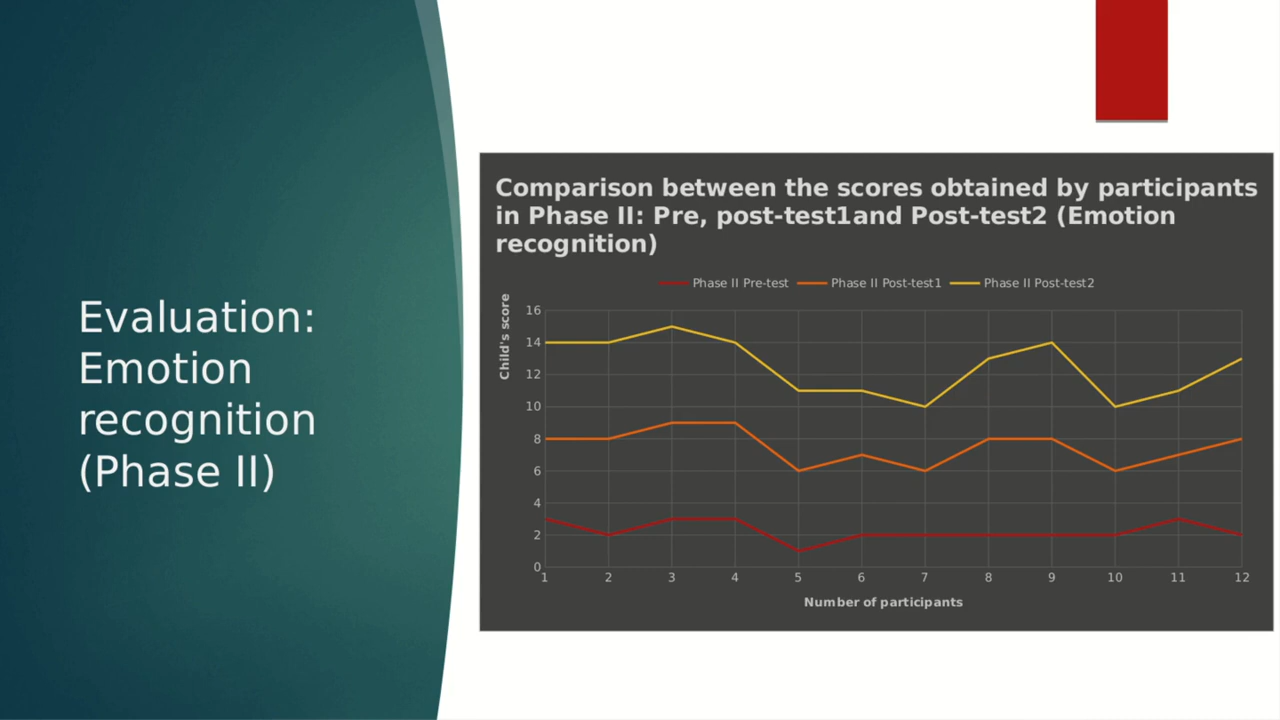 Evaluation:
Emotion
recognition
(Phase II)
Comparison between the scores obtained by participants
in Phase II: Pre, post-test1and Post-test2 (Emotion
recognition)
Phase II Pre-test Phase II Post-test1 Phase II Post-test2
Child's score
16
14
12
10
8
6
4
2
0
1 2 3 4 5 6 7 8 9 10 11 12
Number of participants